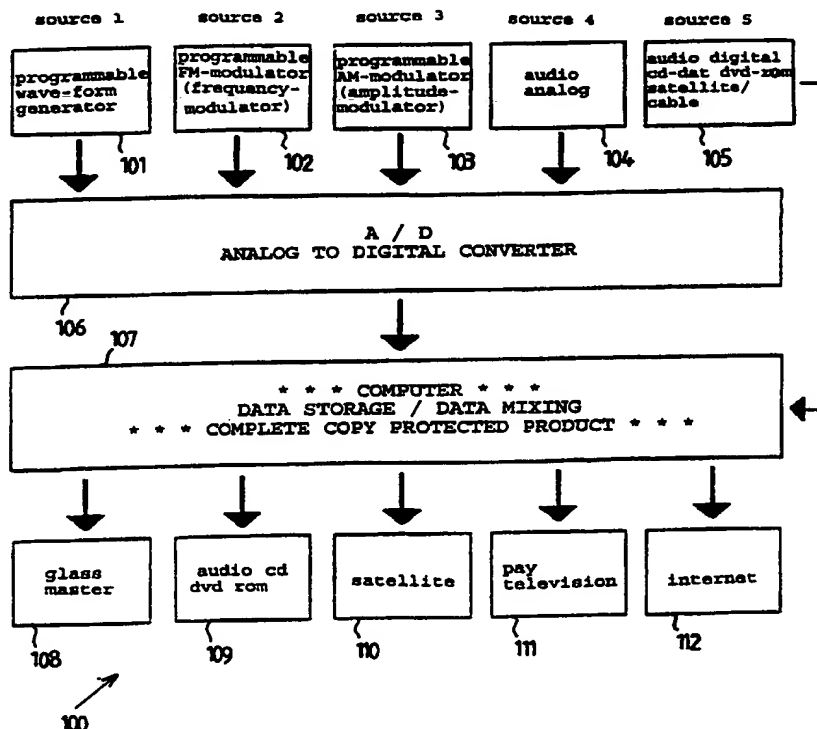 source 1
source 2
source 3
source 4
source 5
programmable
wave-form
generator
101
programmable
FM-modulator
(frequancy-
modulator)
102
programmable
AM-modulator
(amplitude-
modulator)
103
audio
analog
104
audio digital
cd-dat dvd-rom
satellite/
cable
105
A / D
ANALOG TO DIGITAL CONVERTER
106
107
* * * COMPUTER * * *
DATA STORAGE / DATA MIXING
* * * COMPLETE COPY PROTECTED PRODUCT * * *
glass
master
108
audio cd
dvd rom
109
satellite
110
pay
television
111
internet
112
100